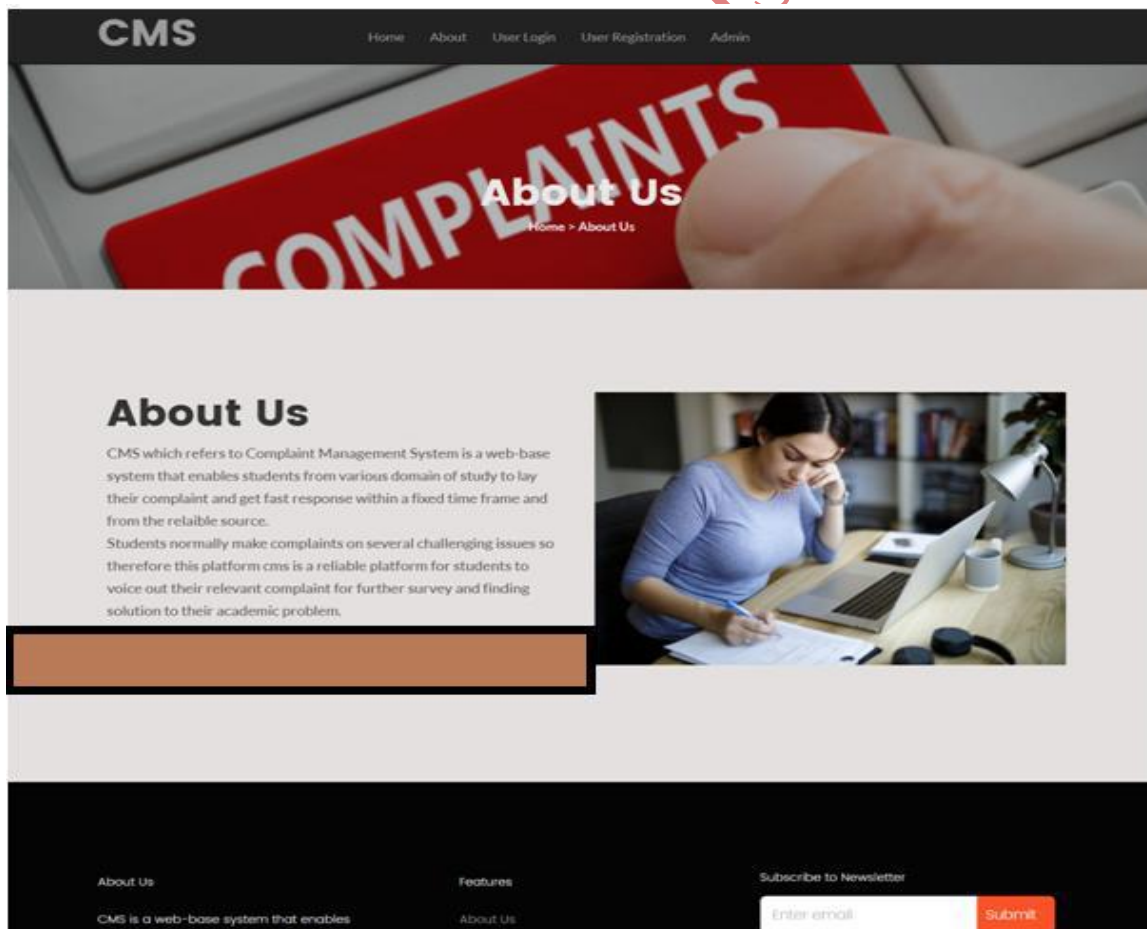 CMS
Home About User Login User Registration Admin
COMPLAINTS
About Us
Home > About Us
About Us
CMS which refers to Complaint Management System is a web-base
system that enables students from various domain of study to lay
their complaint and get fast response within a fixed time frame and
from the relaible source.
Students normally make complaints on several challenging issues so
therefore this platform cms is a reliable platform for students to
voice out their relevant complaint for further survey and finding
solution to their academic problem.
About Us
CMS is a web-base system that enables
Features
About Us
Subscribe to Newsletter
Enter email Submit